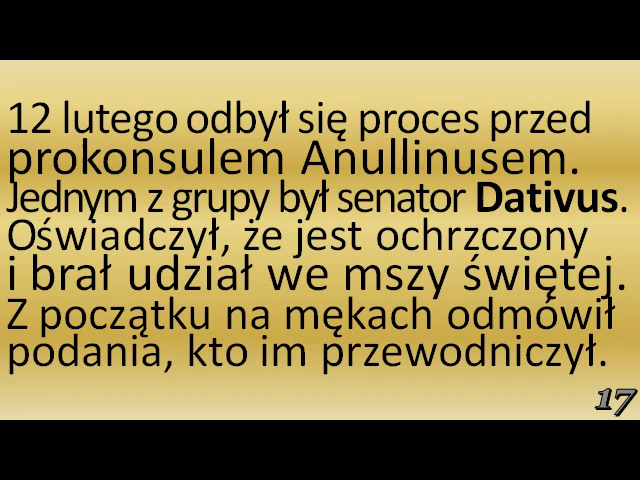 12 lutego odbył się proces przed
prokonsulem Anullinusem.
Jednym z grupy był senator Dativus.
Oświadczył, że jest ochrzczony
i brał udział we mszy świętej.
Z początku na mękach odmówił
podania, kto im przewodniczył.
17